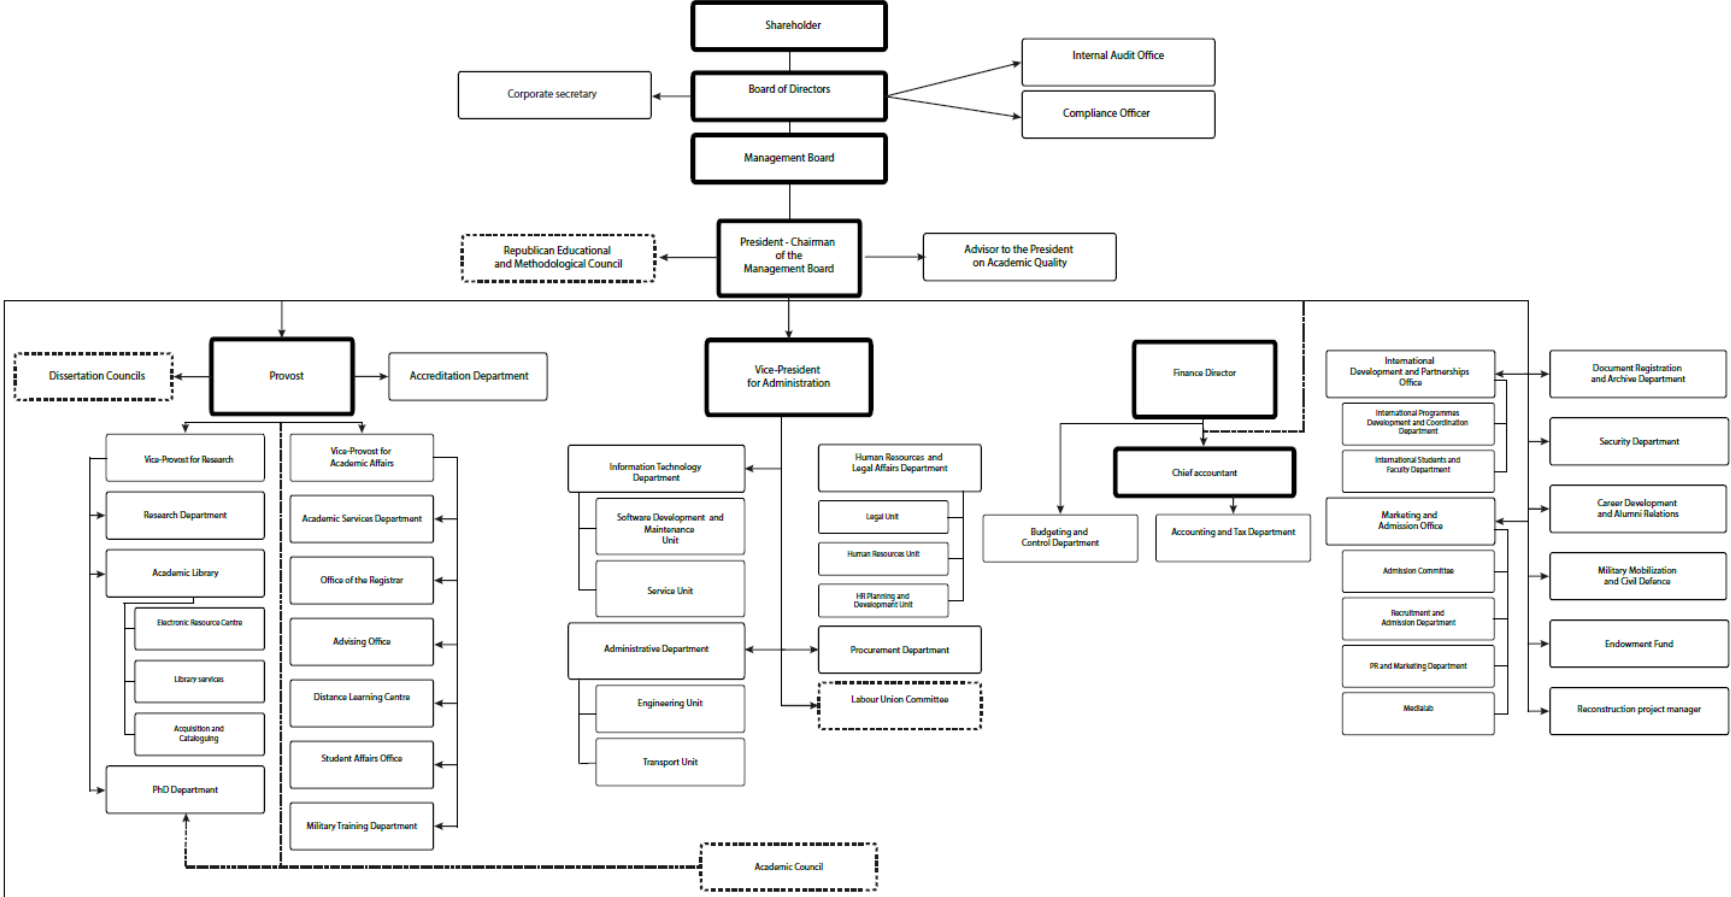 Shareholder
Internal Audit Office
Corporate secretary
Board of Directors
Compliance Officer
Management Board
Republican Educational
and Methodological Council
President - Chairman
of the
Management Board
Advisor to the President
on Academic Quality
Dissertation Councils
Provost
Accreditation Department
Vice-President
for Administration
Finance Director
International
Development and Partnerships
Office
Document Registration
and Archive Department
International Programmes
Development and Coordination
Department
International Students and
Faculty Department
Security Department
Vice-Provost for Research
Vice-Provost for
Academic Affairs
Information Technology
Department
Human Resources and
Legal Affairs Department
Chief accountant
Research Department
Academic Services Department
Software Development and
Maintenance
Unit
Legal Unit
Budgeting and
Control Department
Accounting and Tax Department
Marketing and
Admission Office
Career Development
and Alumni Relations
Academic Library
Office of the Registrar
Service Unit
Human Resources Unit
HR Planning and
Development Unit
Admission Committee
Military Mobilization
and Civil Defence
Electronic Resource Centre
Advising Office
Administrative Department
Procurement Department
Recruitment and
Admission Department
Endowment Fund
Library services
Distance Learning Centre
Engineering Unit
Labour Union Committee
PR and Marketing Department
Acquisition and
Cataloguing
Student Affairs Office
Transport Unit
Medialab
Reconstruction project manager
PhD Department
Military Training Department
Academic Council